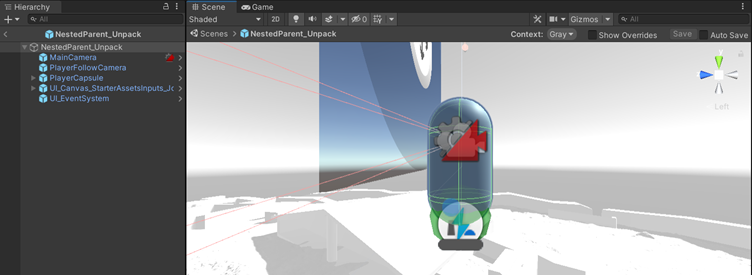 Hierarchy
All
NestedParent_Unpack
NestedParent_Unpack
MainCamera
PlayerFollowCamera
PlayerCapsule
UI_Canvas_StarterAssetsInputs_Jo
UI_EventSystem
Scene Game
Shaded 2D 0 Gizmos All
Scenes NestedParent_Unpack Context: Gray Show Overrides Save Auto Save
y
z
Left